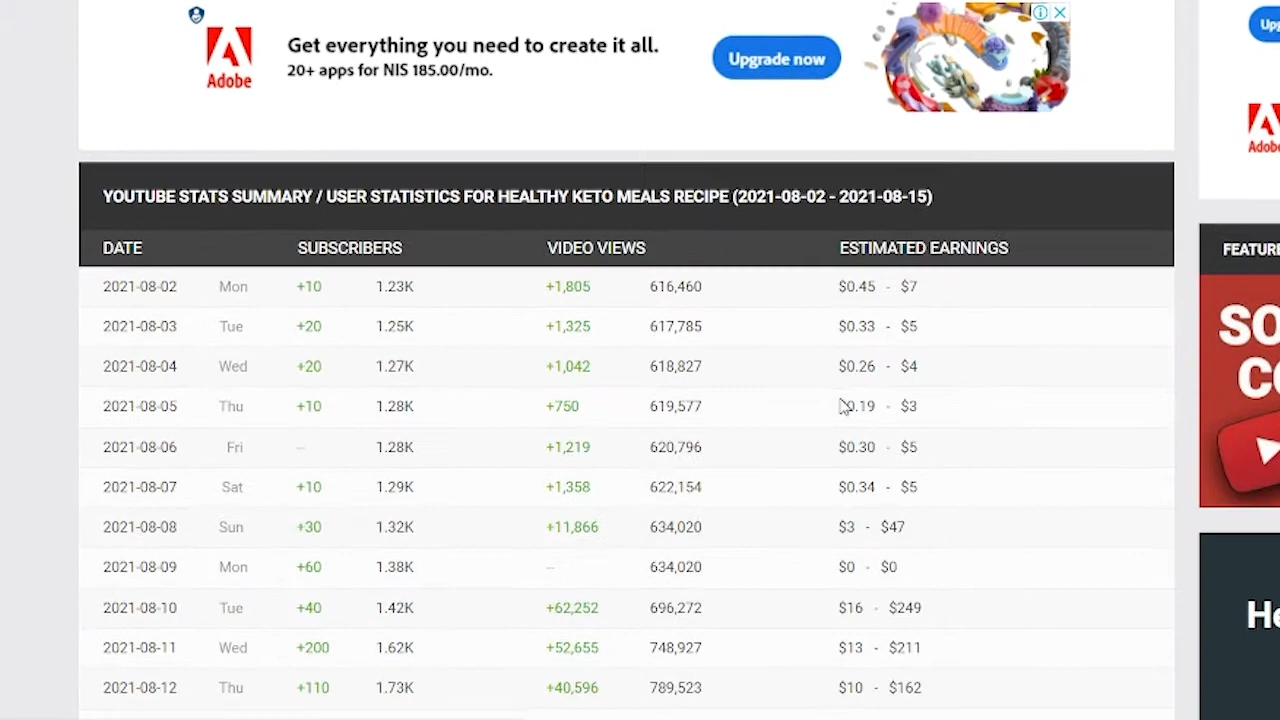 Get everything you need to create it all.
20+ apps for NIS 185.00/mo.
Adobe
Upgrade now
Adobe
YOUTUBE STATS SUMMARY / USER STATISTICS FOR HEALTHY KETO MEALS RECIPE (2021-08-02 - 2021-08-15)
DATE SUBSCRIBERS VIDEO VIEWS ESTIMATED EARNINGS
2021-08-02 Mon +10 1.23K +1,805 616,460 $0.45 - $7
2021-08-03 Tue +20 1.25K +1,325 617,785 $0.33 - $5
2021-08-04 Wed +20 1.27K +1,042 618,827 $0.26 - $4
2021-08-05 Thu +10 1.28K +750 619,577 0.19 - $3
2021-08-06 Fri -- 1.28K +1,219 620,796 $0.30 - $5
2021-08-07 Sat +10 1.29K +1,358 622,154 $0.34 - $5
2021-08-08 Sun +30 1.32K +11,866 634,020 $3 - $47
2021-08-09 Mon +60 1.38K -- 634,020 $0 - $0
2021-08-10 Tue +40 1.42K +62,252 696,272 $16 - $249
2021-08-11 Wed +200 1.62K +52,655 748,927 $13 - $211
2021-08-12 Thu +110 1.73K +40,596 789,523 $10 - $162
FEATUR
SO
CO
He